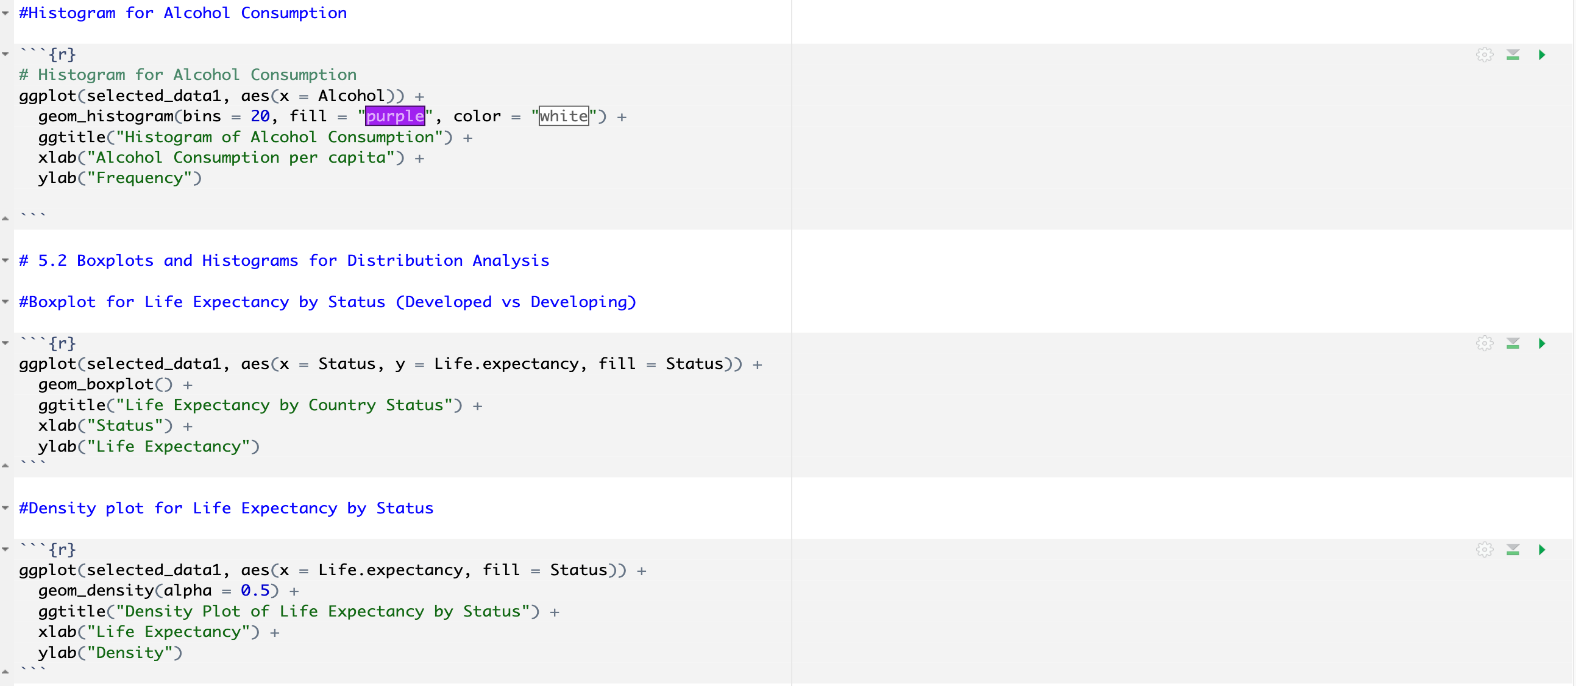 #Histogram for Alcohol Consumption
```{r}
# Histogram for Alcohol Consumption
ggplot(selected_data1, aes(x = Alcohol)) +
  geom_histogram(bins = 20, fill = "purple", color = "white") +
  ggtitle("Histogram of Alcohol Consumption") +
  xlab("Alcohol Consumption per capita") +
  ylab("Frequency")
```
# 5.2 Boxplots and Histograms for Distribution Analysis
#Boxplot for Life Expectancy by Status (Developed vs Developing)
```{r}
ggplot(selected_data1, aes(x = Status, y = Life.expectancy, fill = Status)) +
  geom_boxplot() +
  ggtitle("Life Expectancy by Country Status") +
  xlab("Status") +
  ylab("Life Expectancy")
```
#Density plot for Life Expectancy by Status
```{r}
ggplot(selected_data1, aes(x = Life.expectancy, fill = Status)) +
  geom_density(alpha = 0.5) +
  ggtitle("Density Plot of Life Expectancy by Status") +
  xlab("Life Expectancy") +
  ylab("Density")
```